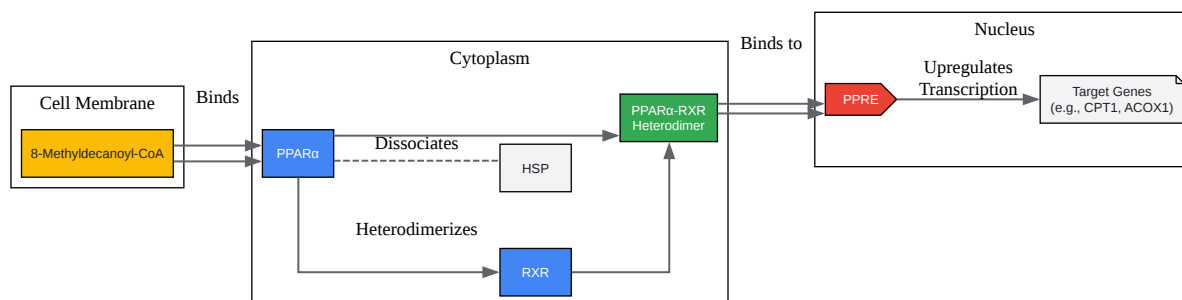 Cell Membrane
8-Methyldecanoyl-CoA
Binds
Cytoplasm
PPARα
Dissociates
HSP
Heterodimerizes
RXR
PPARα-RXR
Heterodimer
Binds to
Nucleus
PPRE
Upregulates
Transcription
Target Genes
(e.g., CPT1, ACOX1)